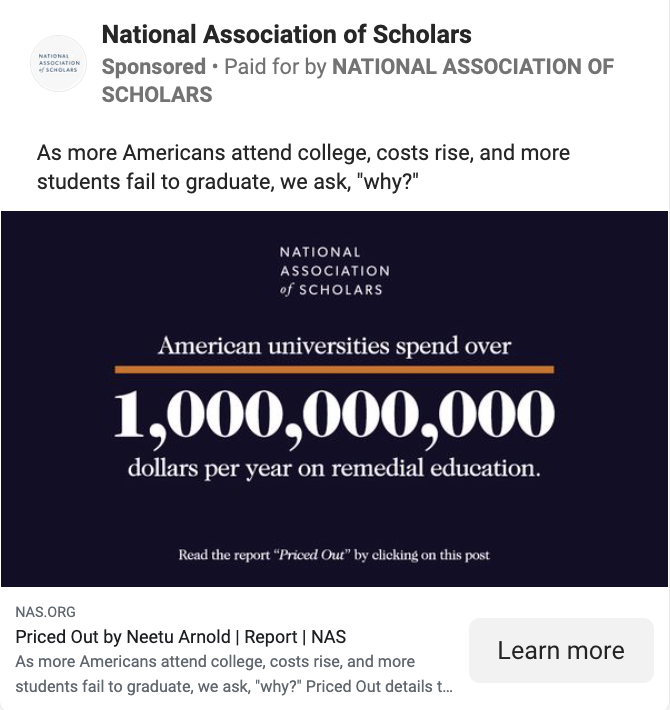 NATIONAL
ASSOCIATION
of SCHOLARS
National Association of Scholars
Sponsored • Paid for by NATIONAL ASSOCIATION OF
SCHOLARS
As more Americans attend college, costs rise, and more
students fail to graduate, we ask, "why?"
NATIONAL
ASSOCIATION
of SCHOLARS
American universities spend over
1,000,000,000
dollars per year on remedial education.
Read the report “Priced Out” by clicking on this post
NAS.ORG
Priced Out by Neetu Arnold | Report | NAS
As more Americans attend college, costs rise, and more
students fail to graduate, we ask, "why?" Priced Out details t...
Learn more